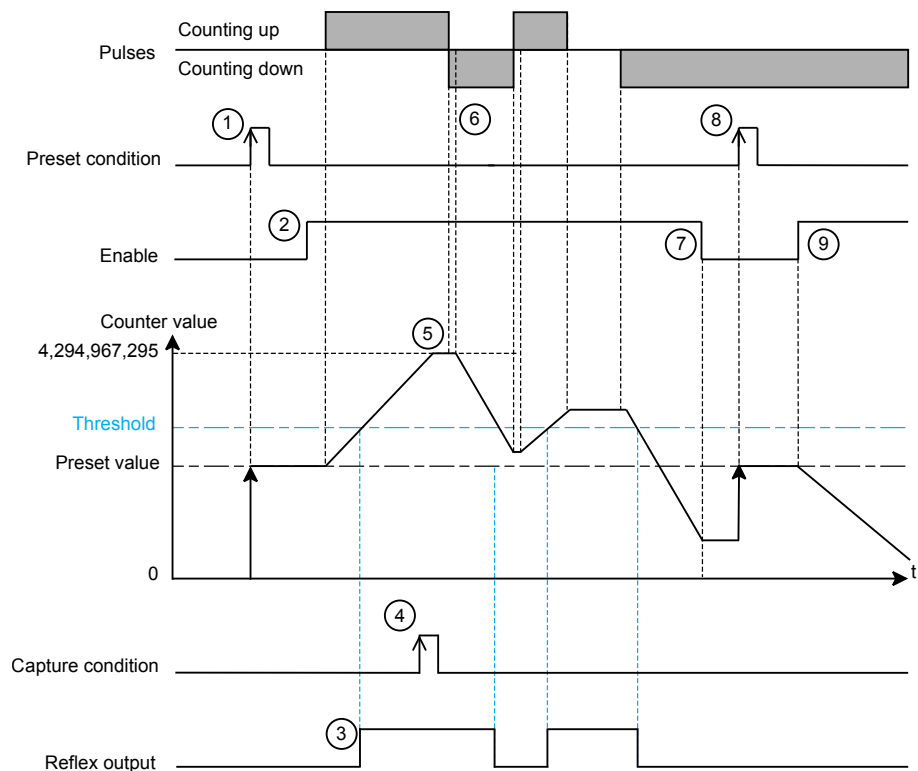 Counting up
Pulses
Counting down
1
6
8
Preset condition
2
7
9
Enable
Counter value
5
4,294,967,295
Threshold
Preset value
0
t
4
Capture condition
3
Reflex output